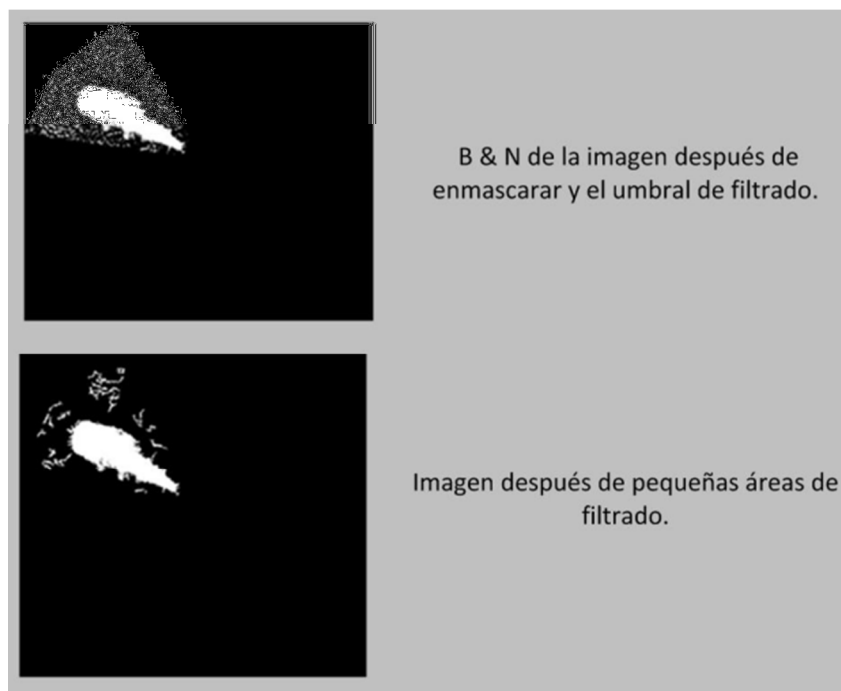 B & N de la imagen después de
enmascarar y el umbral de filtrado.
Imagen después de pequeñas áreas de
filtrado.